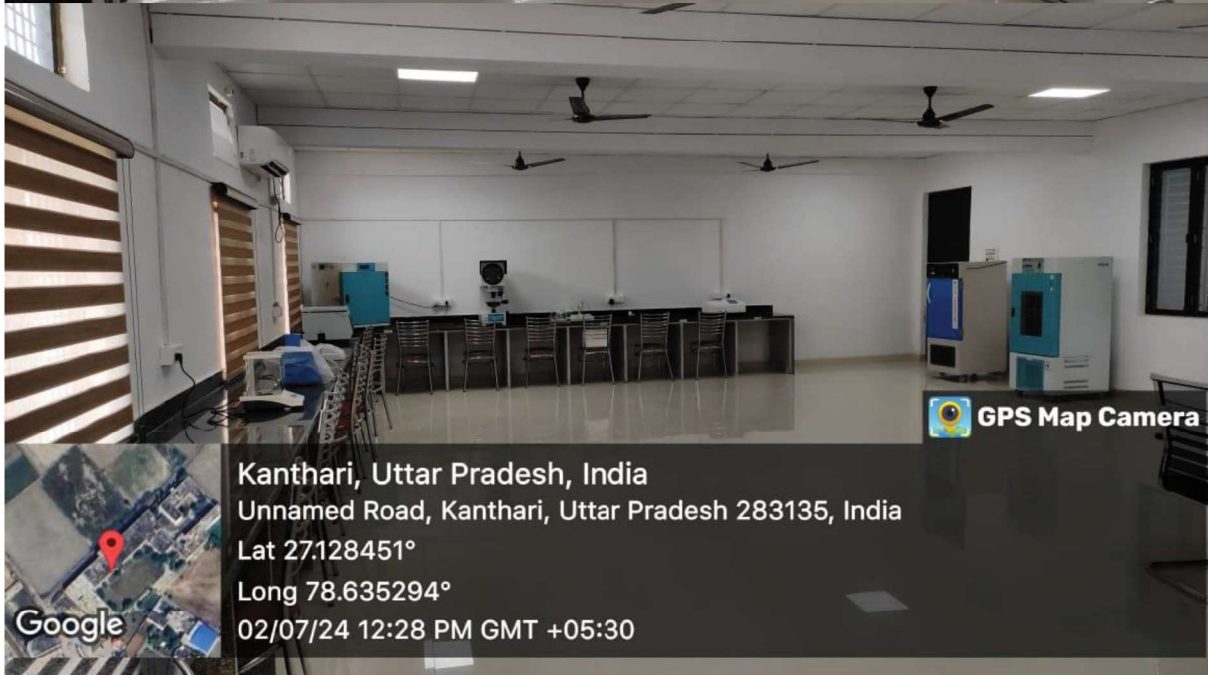 GPS Map Camera
Kanthari, Uttar Pradesh, India
Unnamed Road, Kanthari, Uttar Pradesh 283135, India
Lat 27.128451°
Long 78.635294°
02/07/24 12:28 PM GMT +05:30
Google